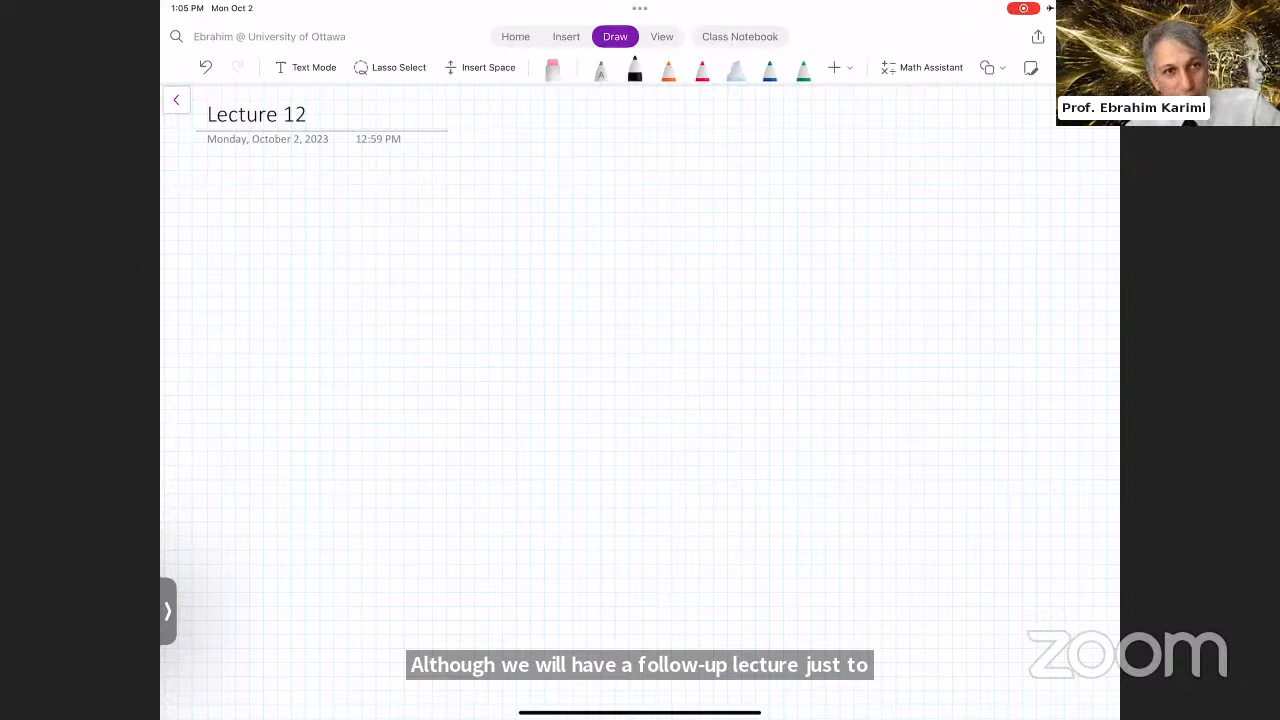 1:05 PM Mon Oct 2
Ebrahim @ University of Ottawa
Home Insert Draw View Class Notebook
Text Mode Lasso Select Insert Space A Math Assistant
Prof. Ebrahim Karimi
Lecture 12
Monday, October 2, 2023 12:59 PM
Although we will have a follow-up lecture just to
zoom